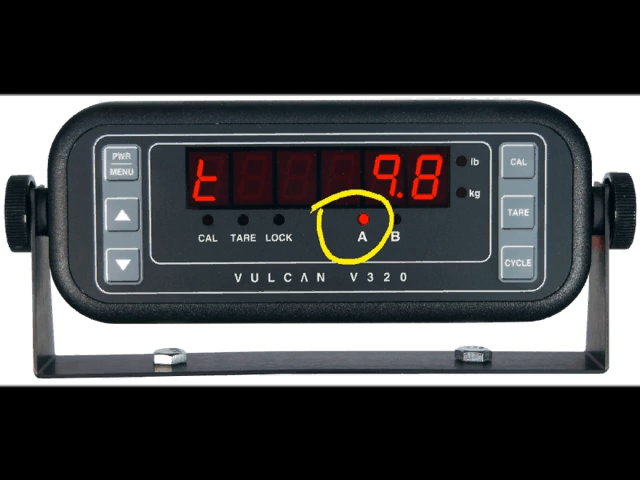 PWR
MENU
t 9.8
lb
kg
CAL
TARE
CYCLE
CAL TARE LOCK A B
VULCAN V320